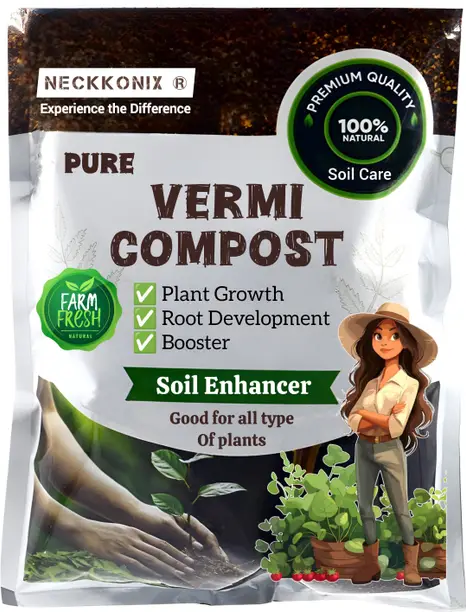 NECKKONIX ®
Experience the Difference
PREMIUM QUALITY
100%
NATURAL
Soil Care
PURE
VERMI
COMPOST
FARM
FRESH
NATURAL
Plant Growth
Root Development
Booster
Soil Enhancer
Good for all type
Of plants